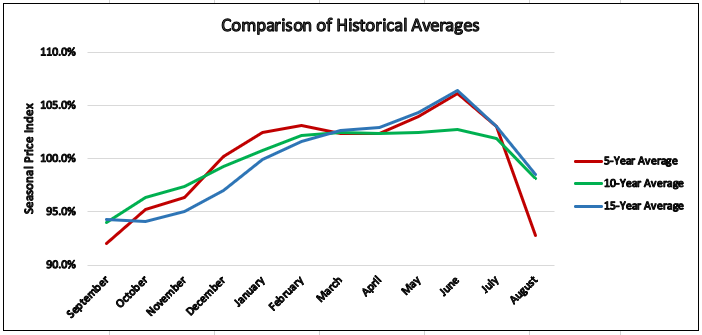 Comparison of Historical Averages
Seasonal Price Index
110.0%
105.0%
100.0%
95.0%
90.0%
September
October
November
December
January
February
March
April
May
June
July
August
5-Year Average
10-Year Average
15-Year Average